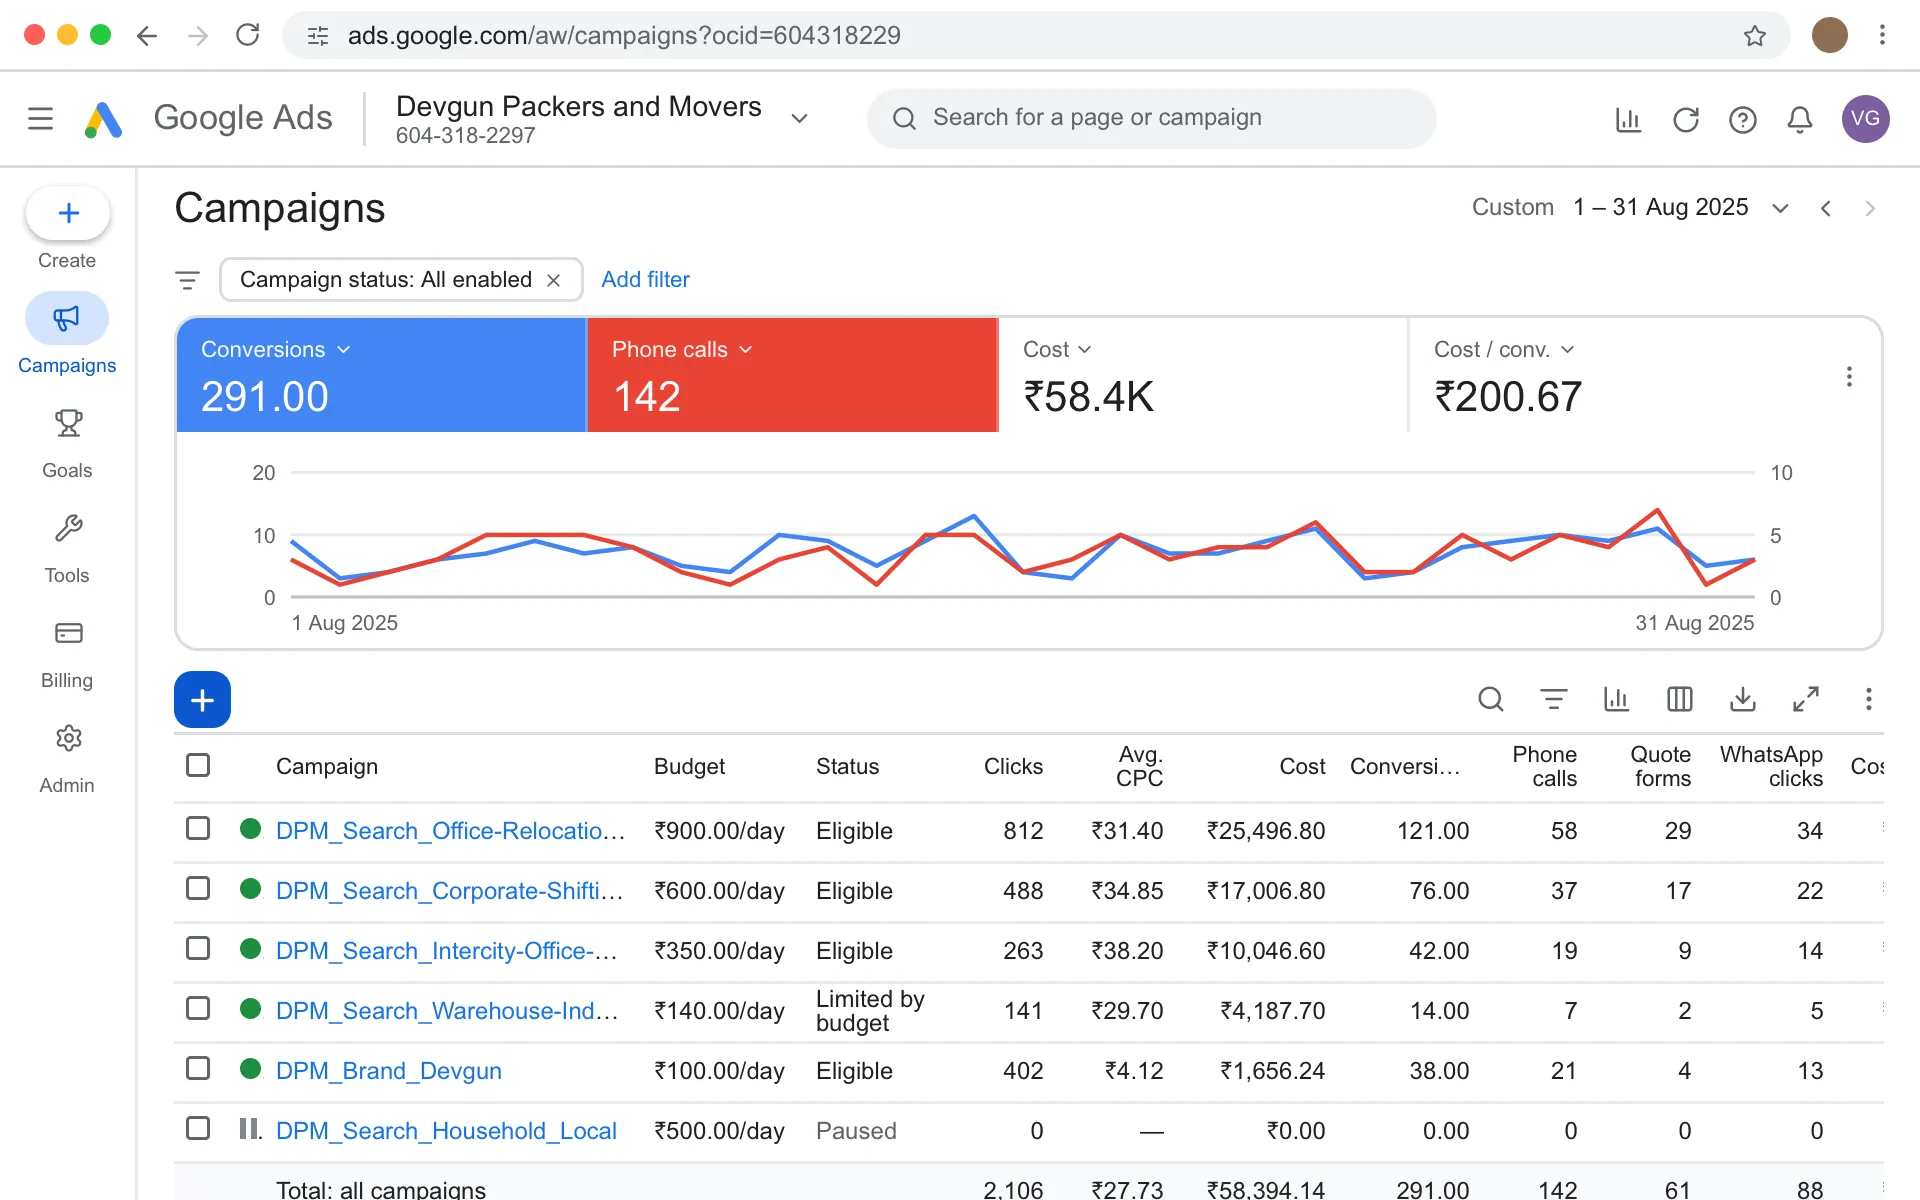 ads.google.com/aw/campaigns?ocid=604318229
Google Ads
Devgun Packers and Movers
604-318-2297
Search for a page or campaign
VG
Create
Campaigns
Goals
Tools
Billing
Admin
Campaigns
Custom 1 – 31 Aug 2025
Campaign status: All enabled
Add filter
Conversions
291.00
Phone calls
142
Cost
₹58.4K
Cost / conv.
₹200.67
20
10
0
10
5
0
1 Aug 2025
31 Aug 2025
Campaign Budget Status Clicks Avg. CPC Cost Conversi… Phone calls Quote forms WhatsApp clicks
DPM_Search_Office-Relocatio… ₹900.00/day Eligible 812 ₹31.40 ₹25,496.80 121.00 58 29 34
DPM_Search_Corporate-Shifti… ₹600.00/day Eligible 488 ₹34.85 ₹17,006.80 76.00 37 17 22
DPM_Search_Intercity-Office-… ₹350.00/day Eligible 263 ₹38.20 ₹10,046.60 42.00 19 9 14
DPM_Search_Warehouse-Ind… ₹140.00/day Limited by budget 141 ₹29.70 ₹4,187.70 14.00 7 2 5
DPM_Brand_Devgun ₹100.00/day Eligible 402 ₹4.12 ₹1,656.24 38.00 21 4 13
DPM_Search_Household_Local ₹500.00/day Paused 0 — ₹0.00 0.00 0 0 0
Total: all campaigns 2,106 ₹27.73 ₹58,394.14 291.00 142 61 88